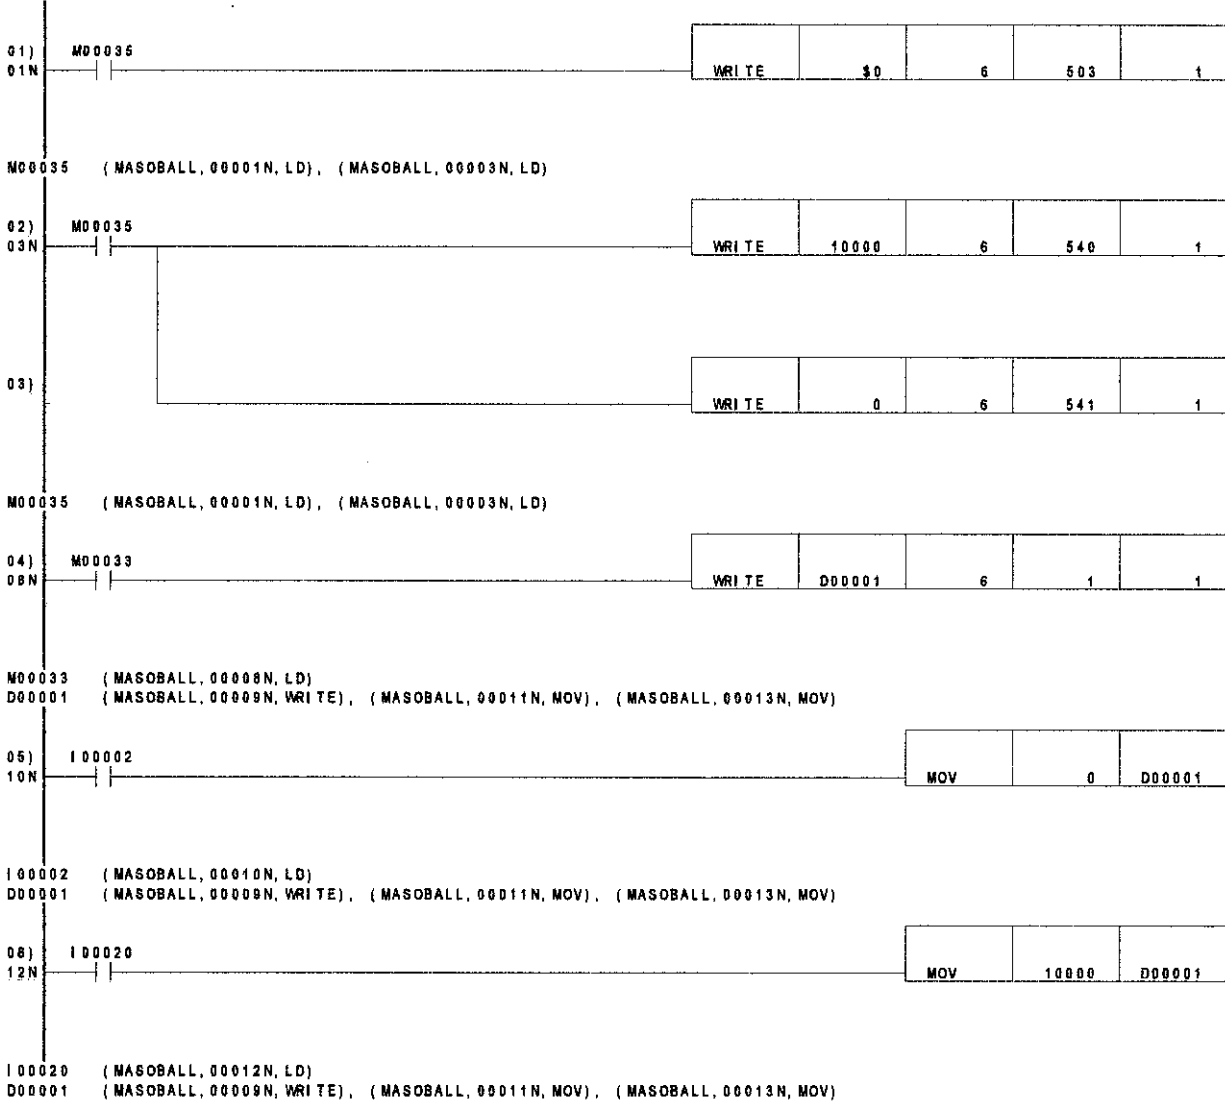 01) M00035
01N WRITE $0 6 503 1
M00035 (MASOBALL,00001N,LD), (MASOBALL,00003N,LD)
02) M00035
03N WRITE 10000 6 540 1
03)
WRITE 0 6 541 1
M00035 (MASOBALL,00001N,LD), (MASOBALL,00003N,LD)
04) M00033
08N WRITE D00001 6 1 1
M00033 (MASOBALL,00008N,LD)
D00001 (MASOBALL,00009N,WRITE), (MASOBALL,00011N,MOV), (MASOBALL,00013N,MOV)
05) I00002
10N MOV 0 D00001
I00002 (MASOBALL,00010N,LD)
D00001 (MASOBALL,00009N,WRITE), (MASOBALL,00011N,MOV), (MASOBALL,00013N,MOV)
06) I00020
12N MOV 10000 D00001
I00020 (MASOBALL,00012N,LD)
D00001 (MASOBALL,00009N,WRITE), (MASOBALL,00011N,MOV), (MASOBALL,00013N,MOV)